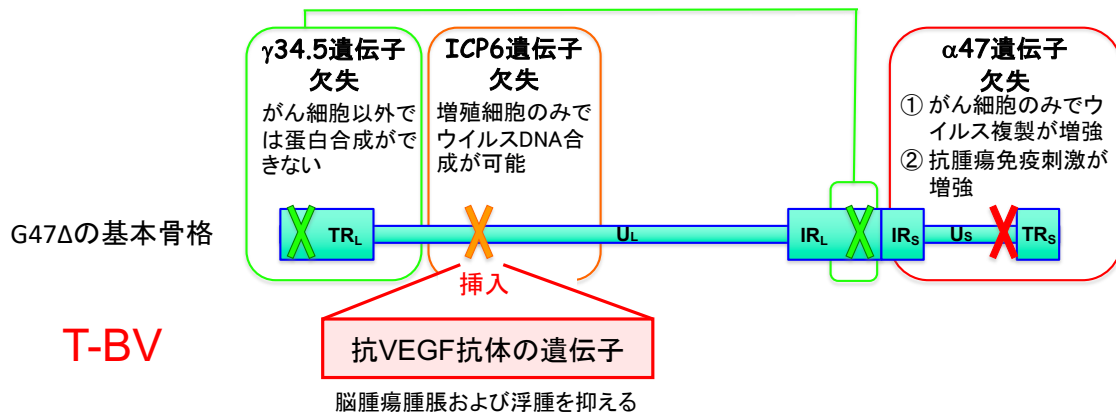 γ34.5遺伝子
欠失
がん細胞以外で
は蛋白合成がで
きない
ICP6遺伝子
欠失
増殖細胞のみで
ウイルスDNA合
成が可能
α47遺伝子
欠失
① がん細胞のみでウ
イルス複製が増強
② 抗腫瘍免疫刺激が
増強
G47Δの基本骨格
TRL
UL
IRL
IRS
US
TRS
挿入
T-BV
抗VEGF抗体の遺伝子
脳腫瘍腫脹および浮腫を抑える